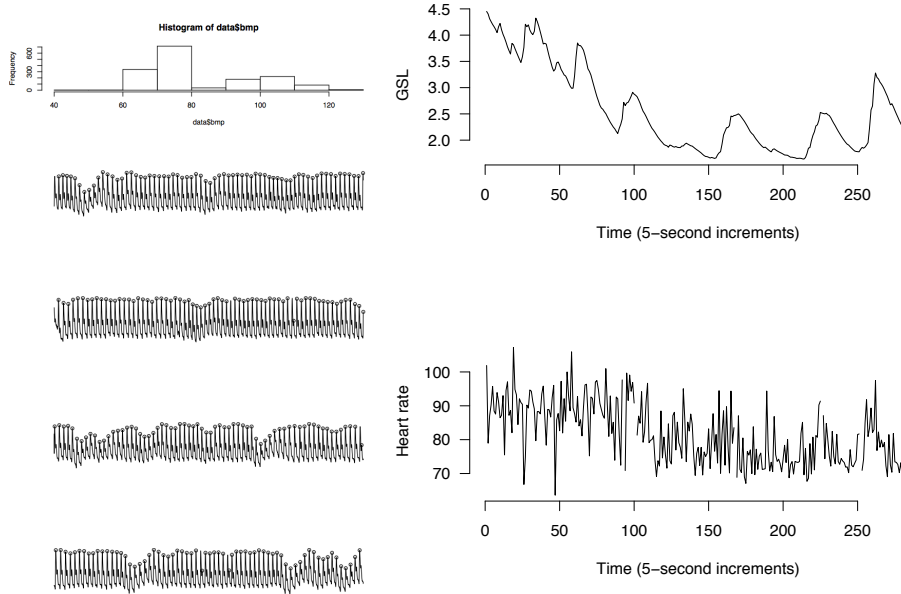 Histogram of data$bmp
Frequency
0 300 600
40 60 80 100 120
data$bmp
GSL
4.5
4.0
3.5
3.0
2.5
2.0
0 50 100 150 200 250
Time (5−second increments)
Heart rate
100
90
80
70
0 50 100 150 200 250
Time (5−second increments)